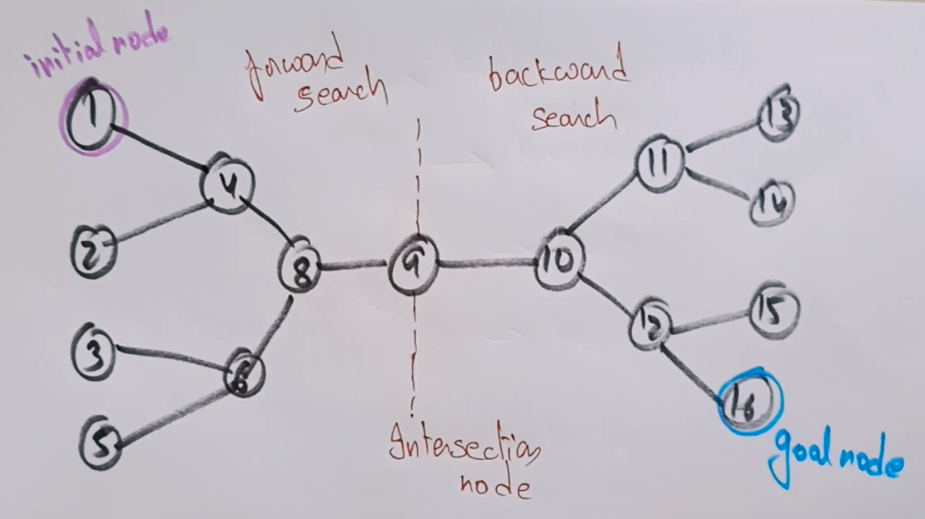 initial node
forward
search
backward
search
1
13
11
4
14
2
8
9
10
12
15
3
6
16
5
Intersection
node
goal node